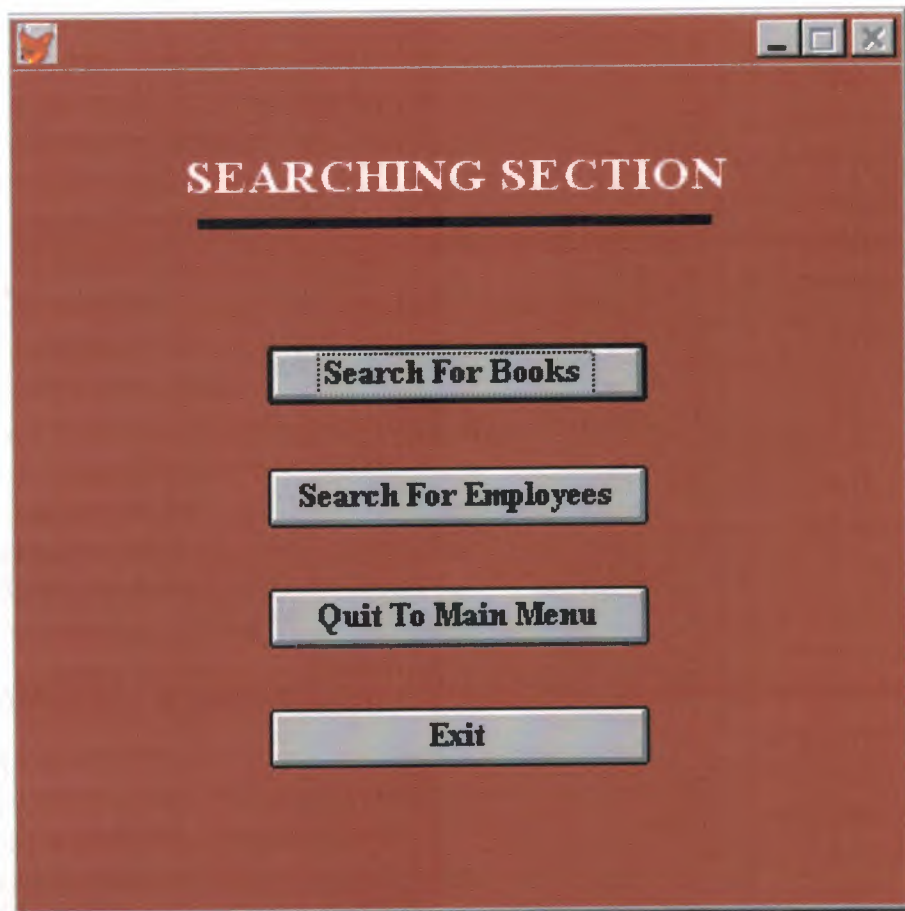 SEARCHING SECTION
Search For Books
Search For Employees
Quit To Main Menu
Exit